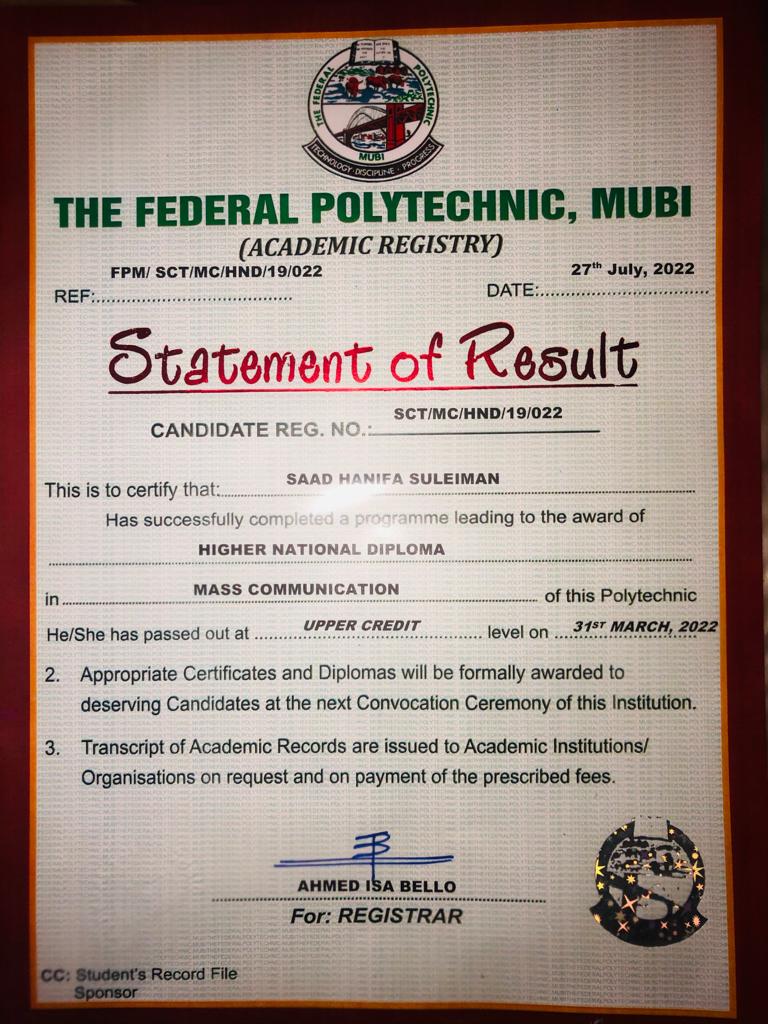 THE FEDERAL POLYTECHNIC
MUBI
TECHNOLOGY · DISCIPLINE · PROGRESS
THE FEDERAL POLYTECHNIC, MUBI
(ACADEMIC REGISTRY)
FPM/ SCT/MC/HND/19/022 27th July, 2022
REF:.................................... DATE:................................
Statement of Result
CANDIDATE REG. NO.: SCT/MC/HND/19/022
This is to certify that: SAAD HANIFA SULEIMAN
Has successfully completed a programme leading to the award of
HIGHER NATIONAL DIPLOMA
in MASS COMMUNICATION of this Polytechnic
He/She has passed out at UPPER CREDIT level on 31ST MARCH, 2022
2. Appropriate Certificates and Diplomas will be formally awarded to
deserving Candidates at the next Convocation Ceremony of this Institution.
3. Transcript of Academic Records are issued to Academic Institutions/
Organisations on request and on payment of the prescribed fees.
AHMED ISA BELLO
For: REGISTRAR
CC: Student's Record File
Sponsor